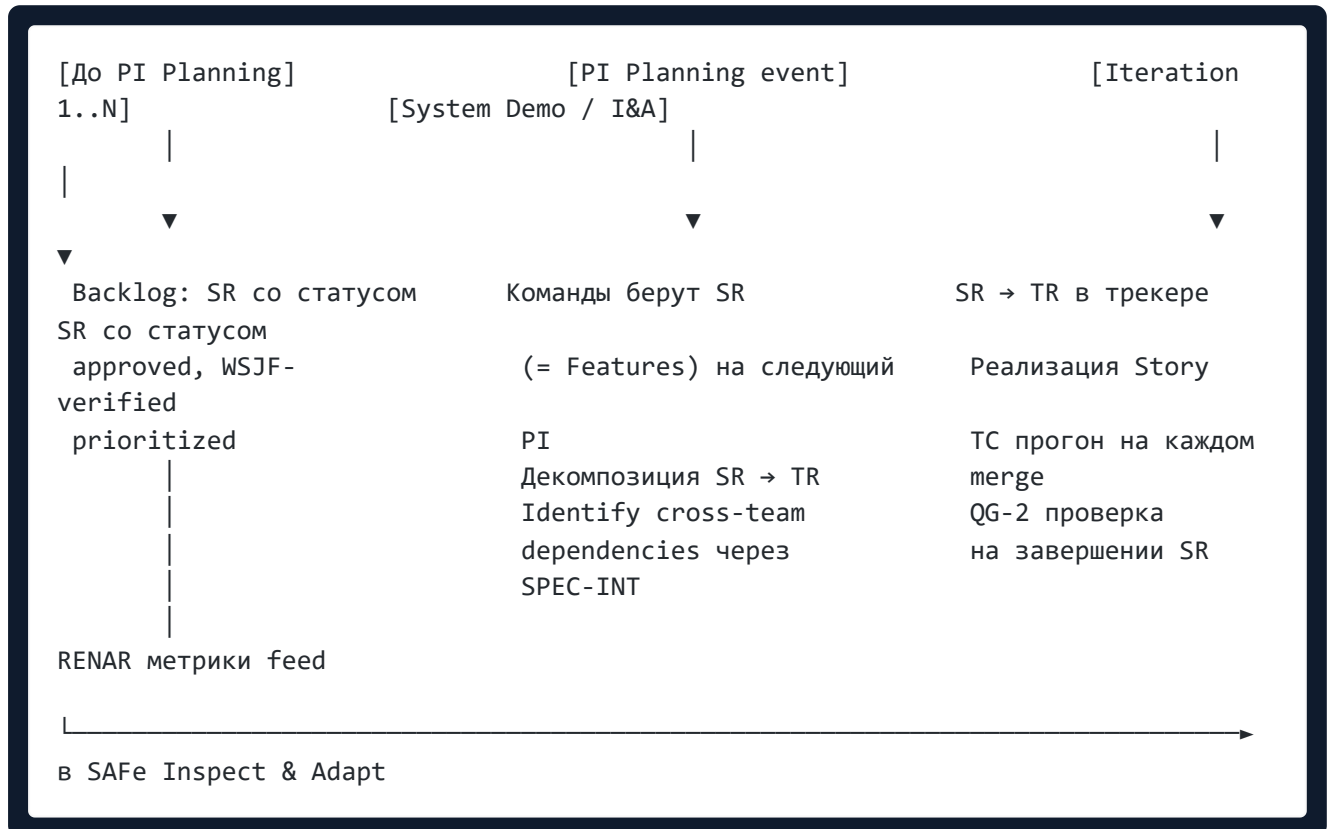 [До PI Planning] [PI Planning event] [Iteration
1..N] [System Demo / I&A]
│ │ │
│
▼ ▼ ▼
▼
Backlog: SR со статусом Команды берут SR SR → TR в трекере
SR со статусом
approved, WSJF- (= Features) на следующий Реализация Story
verified
prioritized PI TC прогон на каждом
│ Декомпозиция SR → TR merge
│ Identify cross-team QG-2 проверка
│ dependencies через на завершении SR
│ SPEC-INT
│
RENAR метрики feed
└──────────────────────────────────────────────────────────────────────────────►
в SAFe Inspect & Adapt